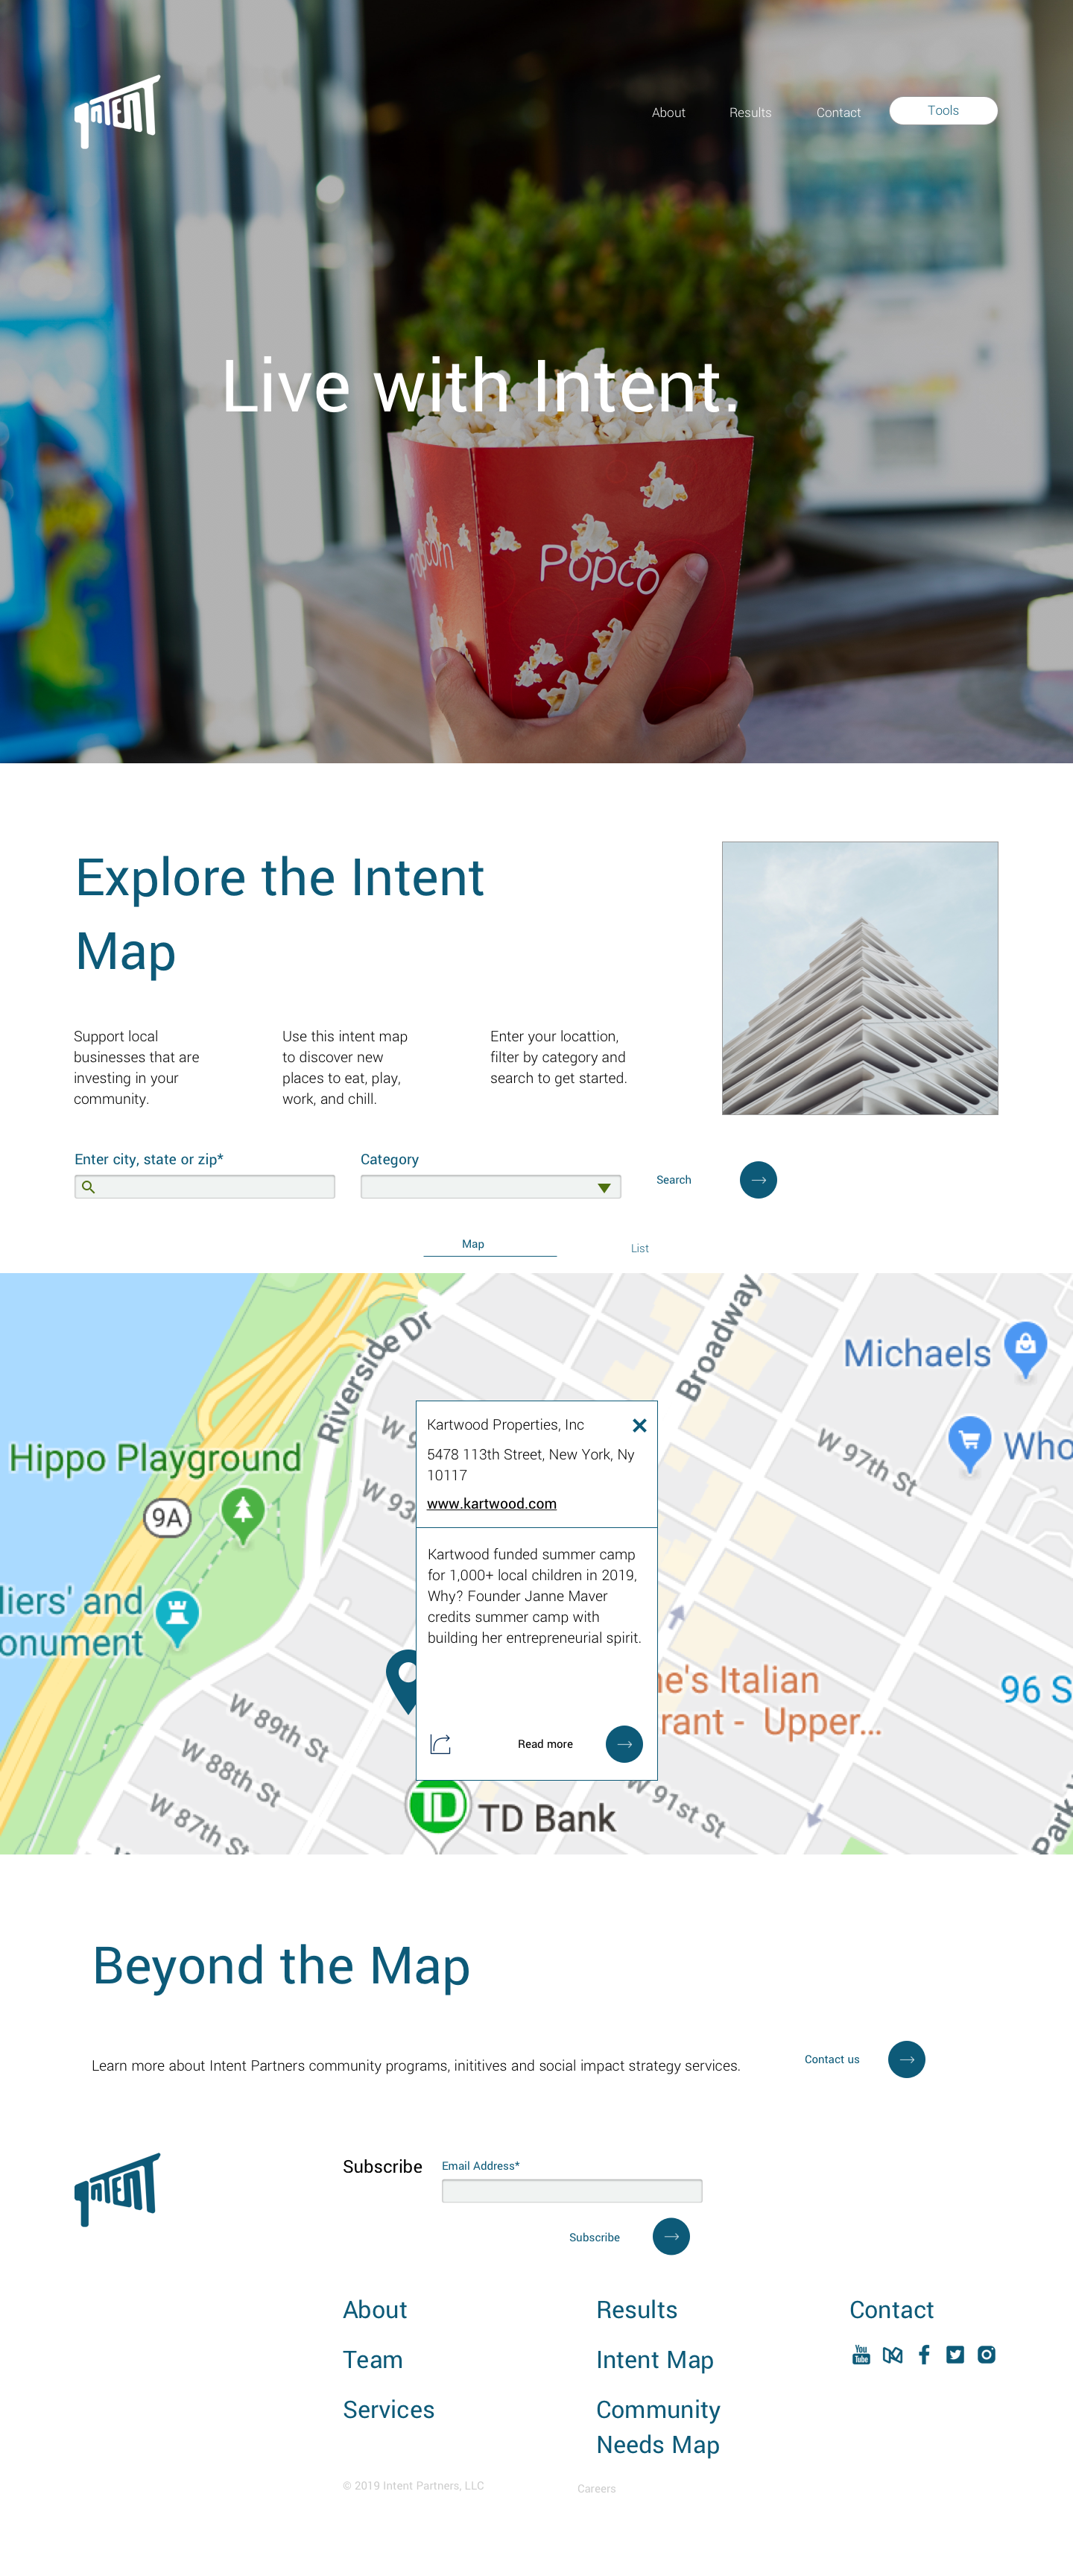 INTENT
About Results Contact Tools
Live with Intent.
popcorn
Popco
Explore the Intent
Map
Support local
businesses that are
investing in your
community.
Use this intent map
to discover new
places to eat, play,
work, and chill.
Enter your locattion,
filter by category and
search to get started.
Enter city, state or zip*
Category
Search
Map
List
Riverside Dr
Broadway
Michaels
Hippo Playground
9A
W 97th St
Who
W 9
W 93
Kartwood Properties, Inc
5478 113th Street, New York, Ny
10117
www.kartwood.com
Kartwood funded summer camp
for 1,000+ local children in 2019,
Why? Founder Janne Maver
credits summer camp with
building her entrepreneurial spirit.
Read more
liers' and
onument
ne's Italian
rant - Upper...
96 S
W 89th St
W 88th St
W 87th St
W 91st St
TD
TD Bank
Park
Beyond the Map
Learn more about Intent Partners community programs, inititives and social impact strategy services.
Contact us
INTENT
Subscribe
Email Address*
Subscribe
About
Team
Services
Results
Intent Map
Community
Needs Map
Contact
You
Tube
© 2019 Intent Partners, LLC
Careers